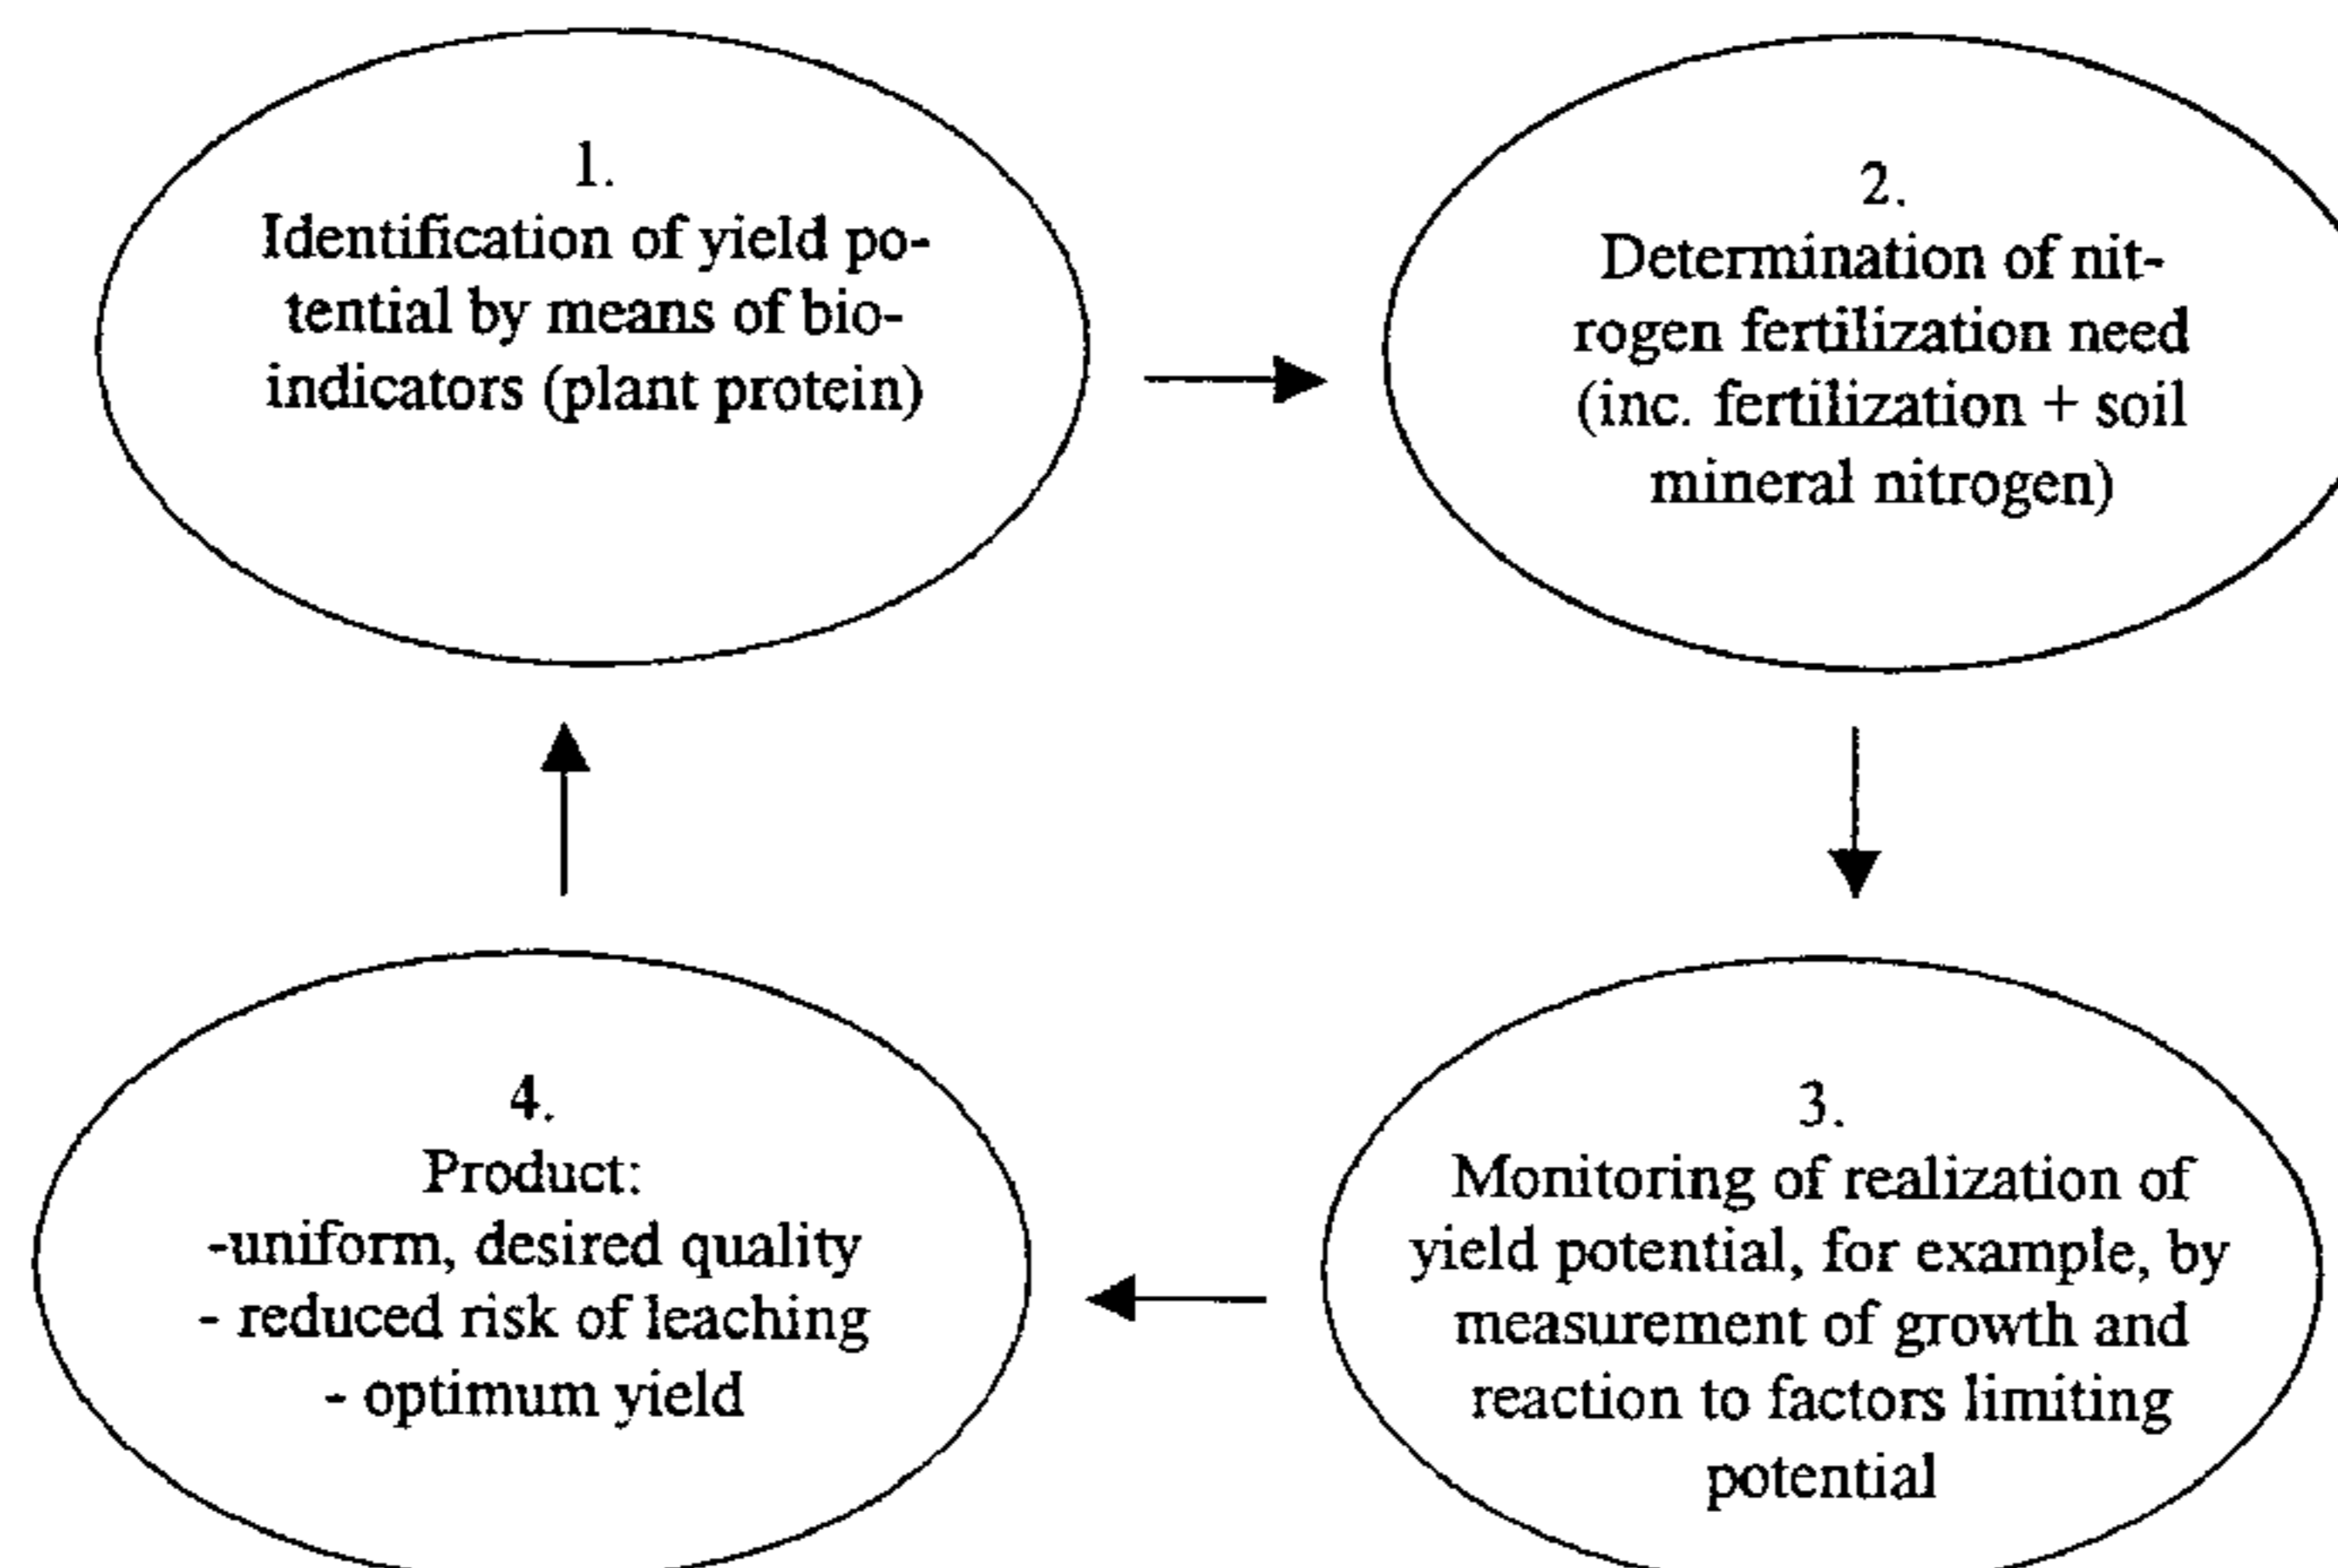 1.
Identification of yield po-
tential by means of bio-
indicators (plant protein)
2.
Determination of nit-
rogen fertilization need
(inc. fertilization + soil
mineral nitrogen)
3.
Monitoring of realization of
yield potential, for example, by
measurement of growth and
reaction to factors limiting
potential
4.
Product:
-uniform, desired quality
- reduced risk of leaching
- optimum yield